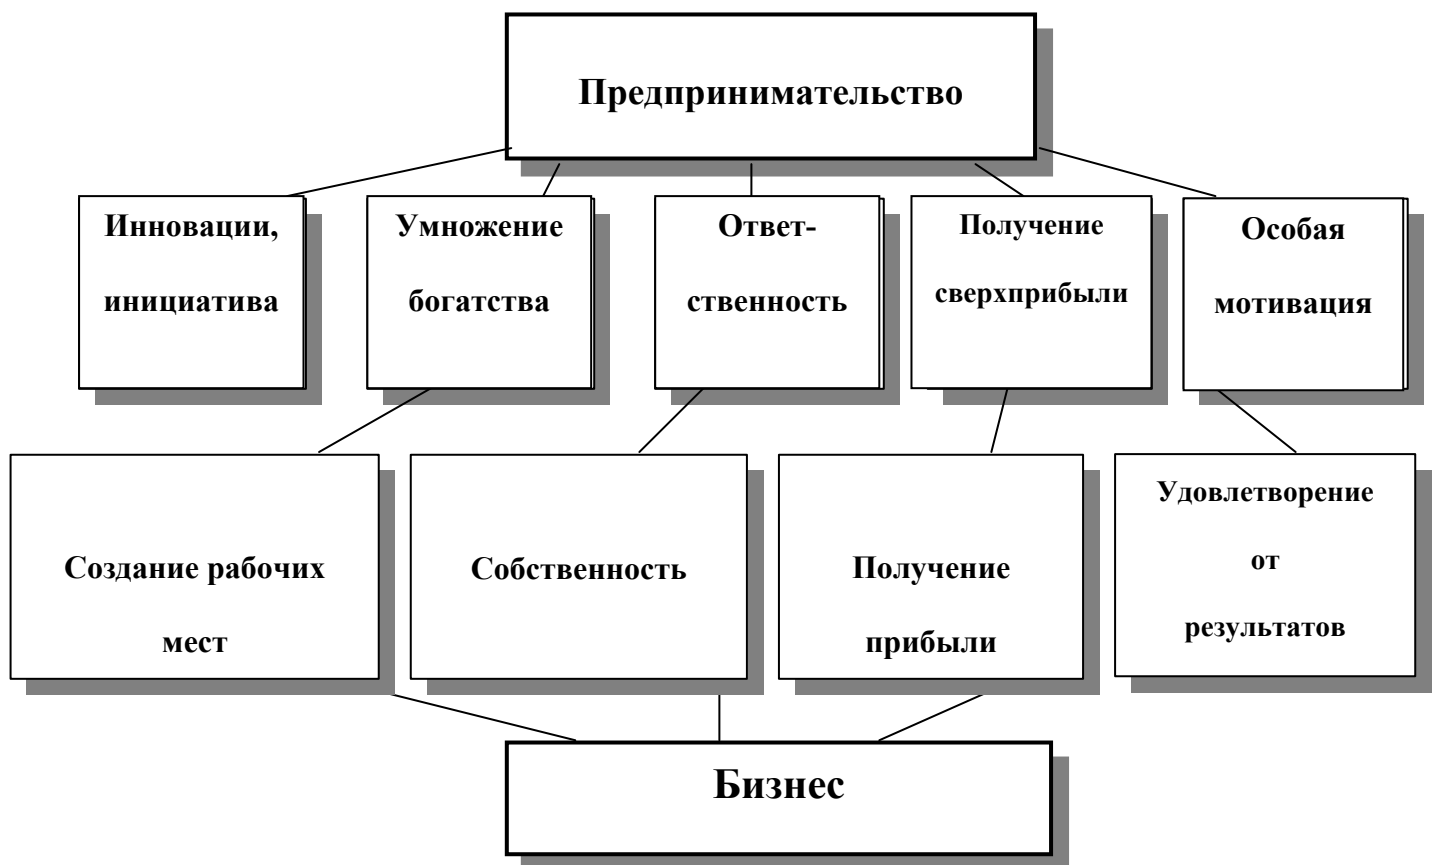 Предпринимательство
Инновации,
инициатива
Умножение
богатства
Ответ-
ственность
Получение
сверхприбыли
Особая
мотивация
Создание рабочих
мест
Собственность
Получение
прибыли
Удовлетворение
от
результатов
Бизнес